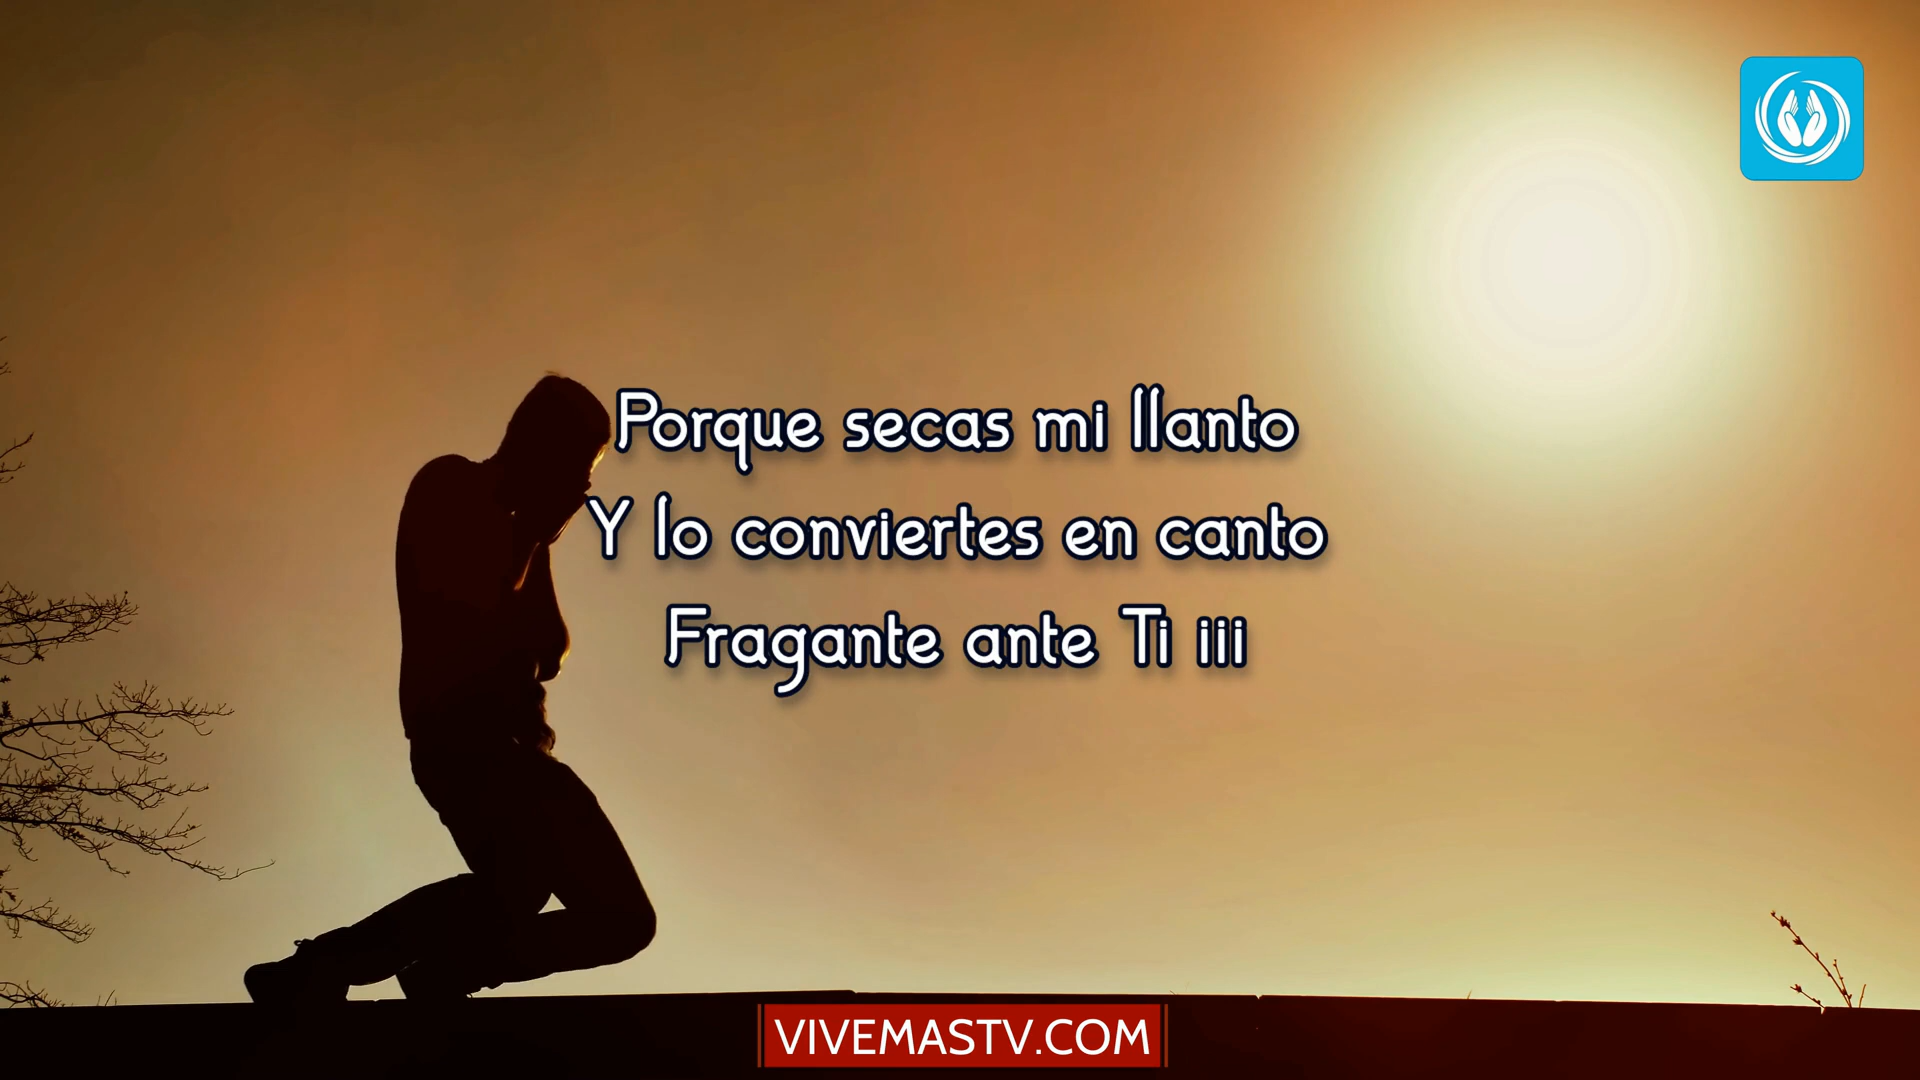 Porque secas mi llanto
Y lo conviertes en canto
Fragante ante Ti iii
VIVEMASTV.COM